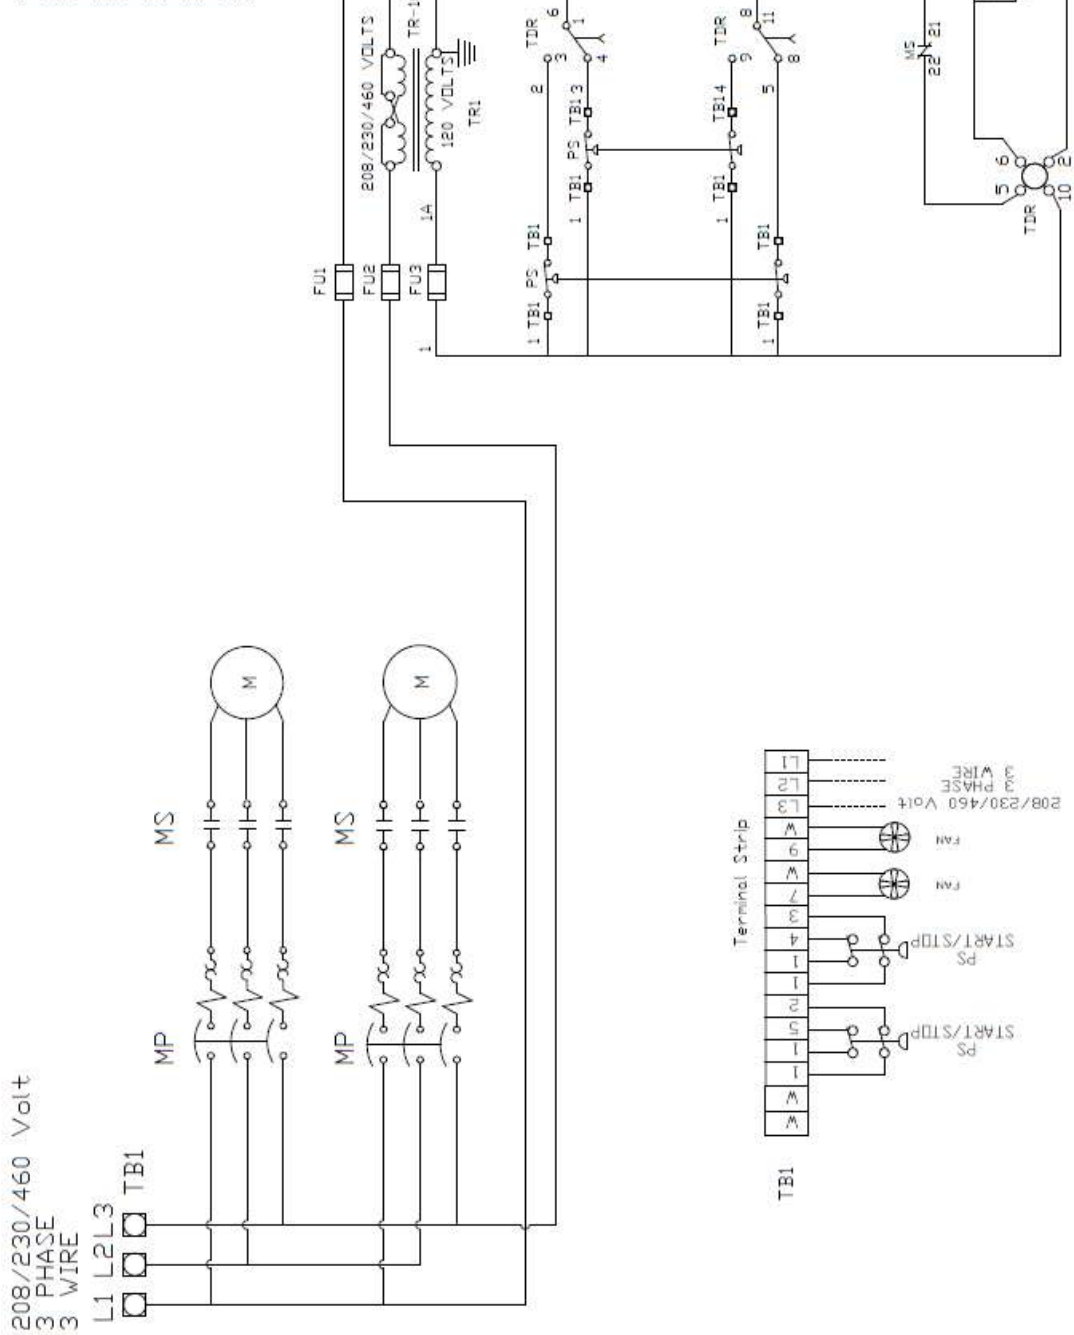 208/230/460 Volt
3 PHASE
3 WIRE
L1 L2 L3 TB1
MP MS M
MP MS M
FU1
FU2 208/230/460 VOLTS
FU3
1 1A 120 VOLTS TR-1
TR1
1 TB1 PS TB1 2 3 TDR 6
1 TB1 PS TB13 4 1
1 TB1 TB14 9 TDR 8
1 TB1 TB1 5 8 11
MS
22 21
TDR
5 6
10 2
TB1 Terminal Strip
W
W
1
1
5
2
1
1
4
3
7
W
9
W
L3
L2
L1
PS
START/STOP
PS
START/STOP
FAN
FAN
208/230/460 Volt
3 PHASE
3 WIRE